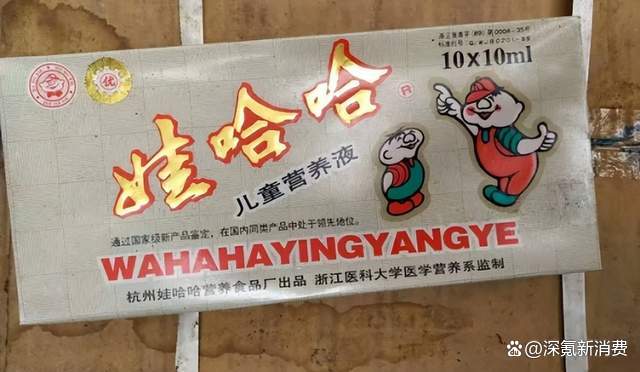 10×10ml
优
娃哈哈
®
儿童营养液
通过国家级新产品鉴定，在国内同类产品中处于领先地位。
WAHAHAYINGYANGYE
杭州娃哈哈营养食品厂出品 浙江医科大学医学营养系监制
@深氪新消费